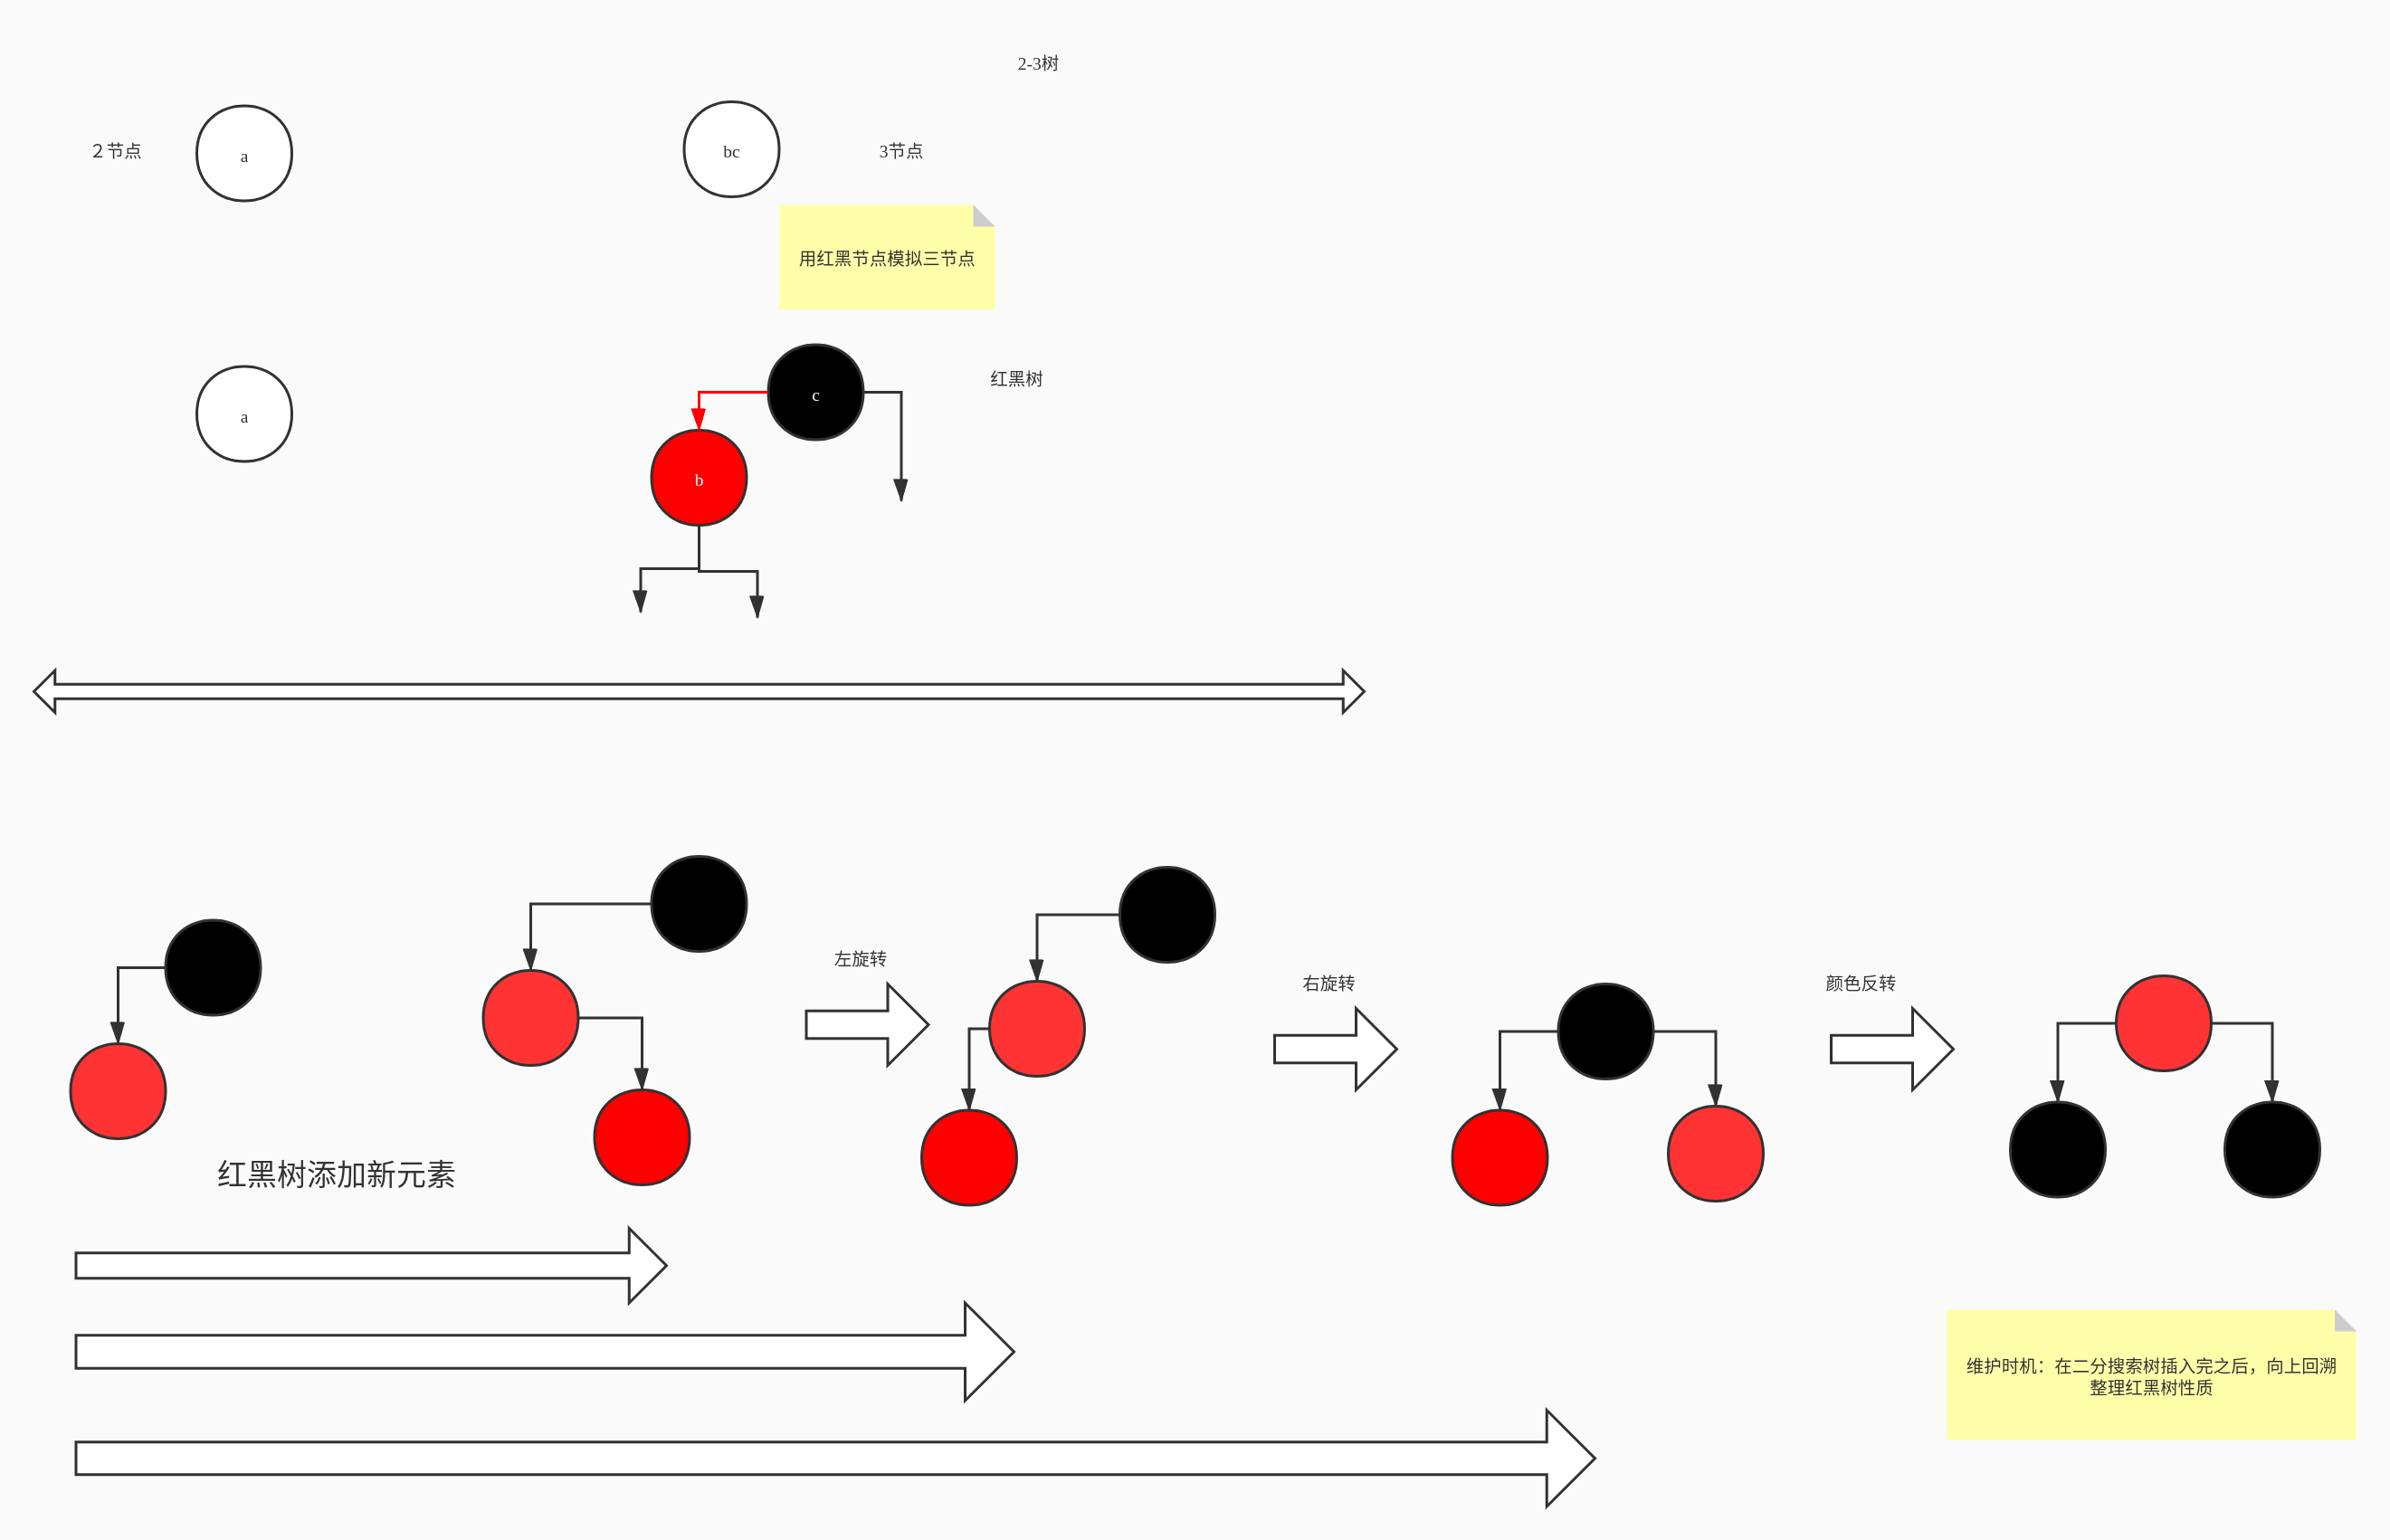 2-3树
２节点
a
bc
3节点
用红黑节点模拟三节点
红黑树
c
a
b
左旋转
右旋转
颜色反转
红黑树添加新元素
维护时机：在二分搜索树插入完之后，向上回溯
整理红黑树性质